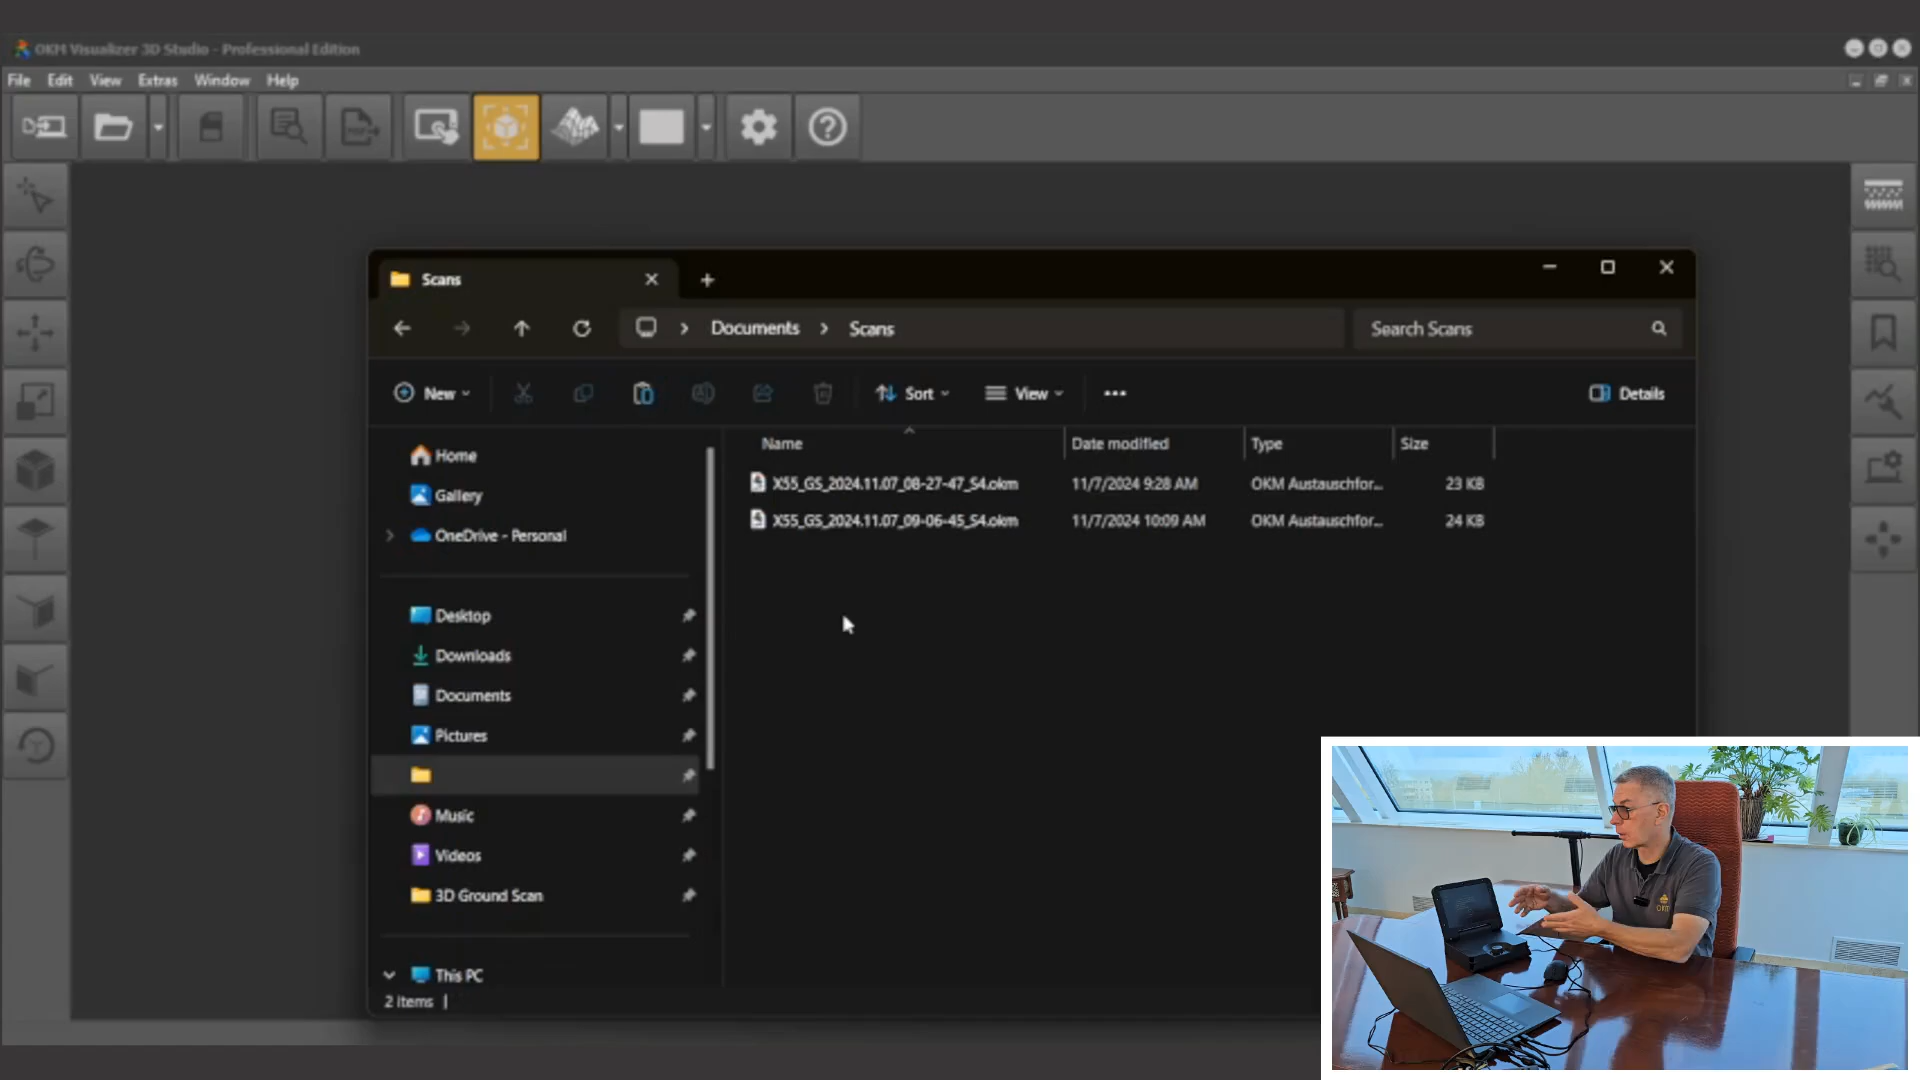 OKM Visualizer 3D Studio - Professional Edition
File Edit View Extras Window Help
Scans
Documents Scans
Search Scans
New Sort View Details
Name Date modified Type Size
X55_GS_2024.11.07_08-27-47_S4.okm 11/7/2024 9:28 AM OKM Austauschfor... 23 KB
X55_GS_2024.11.07_09-06-45_S4.okm 11/7/2024 10:09 AM OKM Austauschfor... 24 KB
Home
Gallery
OneDrive - Personal
Desktop
Downloads
Documents
Pictures
Music
Videos
3D Ground Scan
This PC
2 items
PDF
OKM